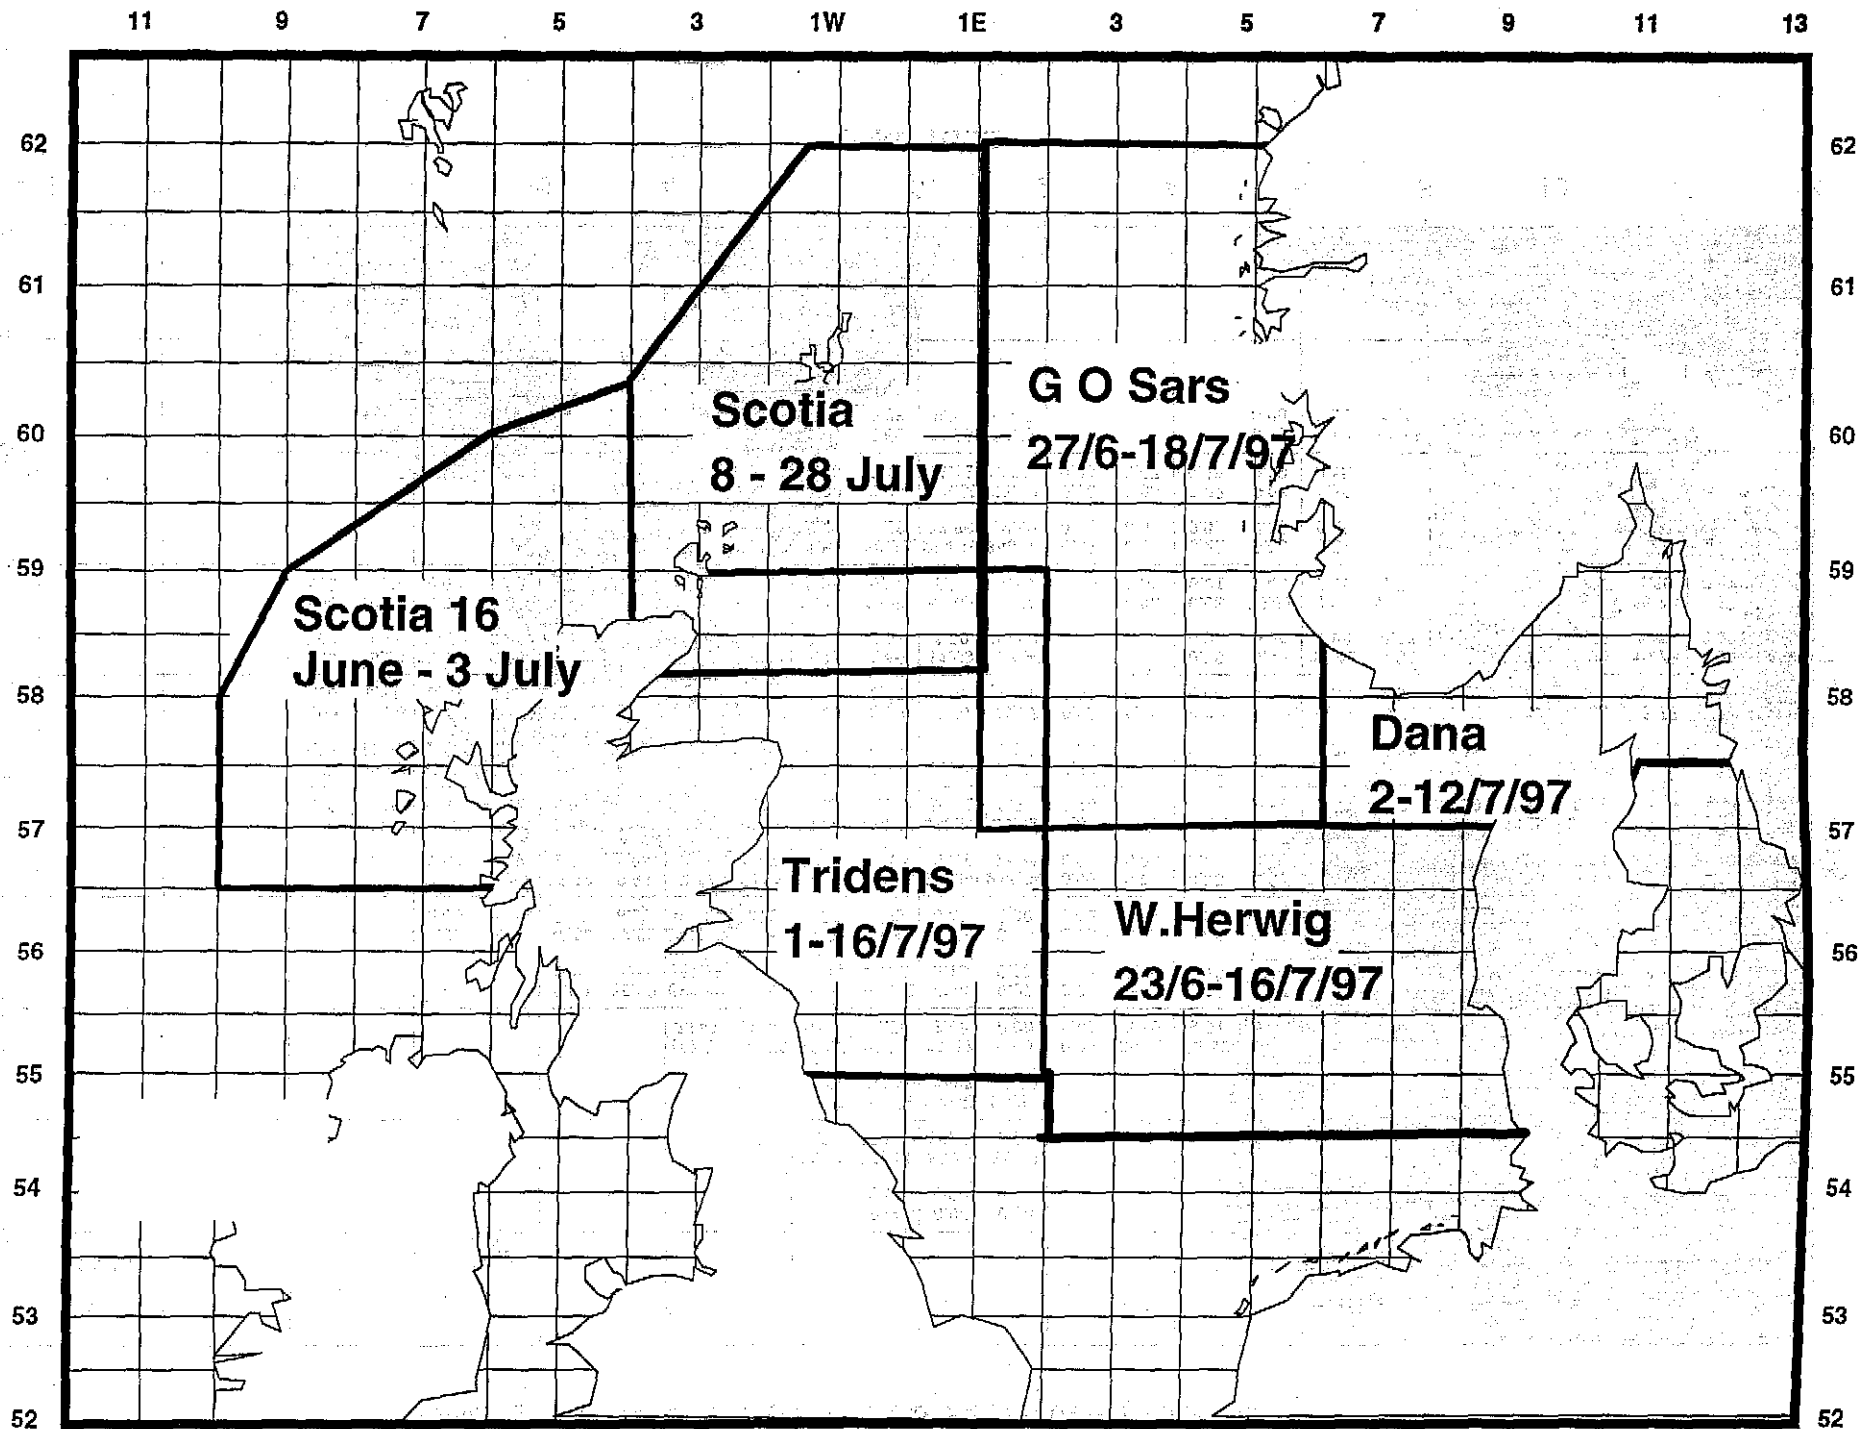 11 9 7 5 3 1W 1E 3 5 7 9 11 13
62 62
61 61
G O Sars
27/6-18/7/97
Scotia
8 - 28 July
60 60
59 59
Scotia 16
June - 3 July
58 58
Dana
2-12/7/97
57 57
Tridens
1-16/7/97
W.Herwig
23/6-16/7/97
56 56
55 55
54 54
53 53
52 52